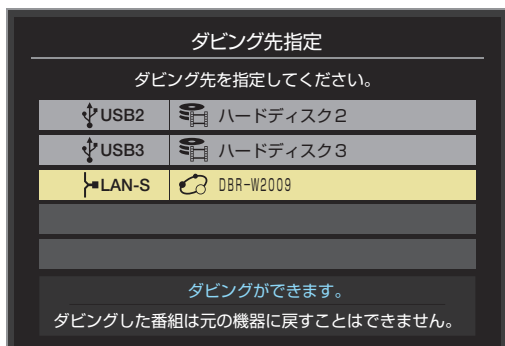 ダビング先指定
ダビング先を指定してください。
USB2 ハードディスク2
USB3 ハードディスク3
LAN-S DBR-W2009
ダビングができます。
ダビングした番組は元の機器に戻すことはできません。